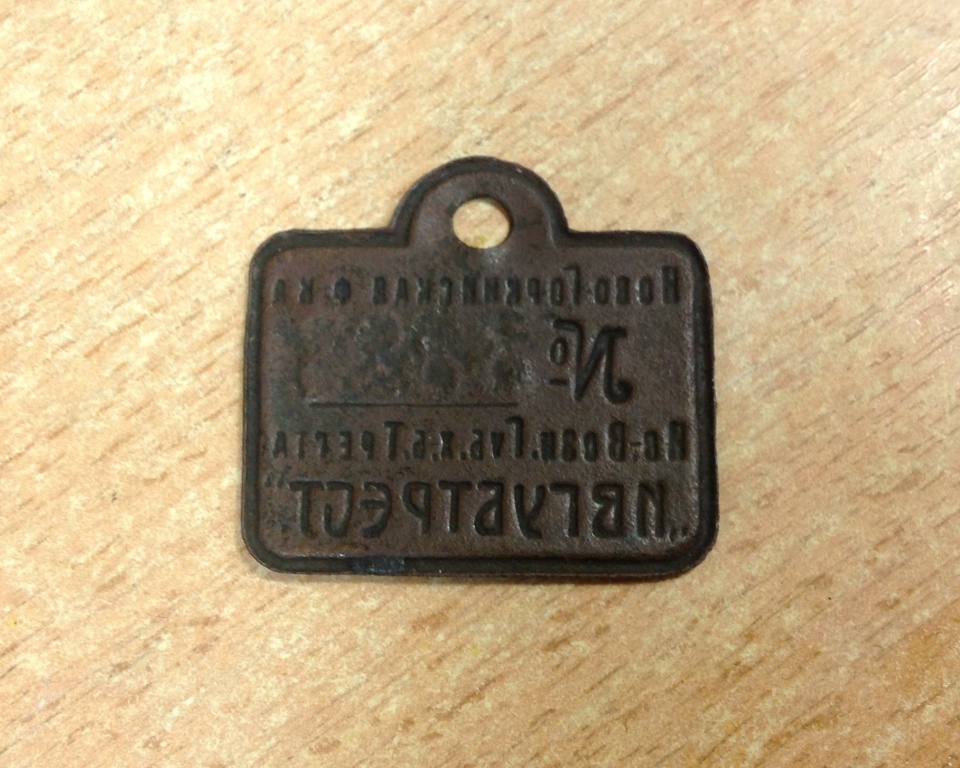 Ново-Горкинская ф-ка
№
Ив-Возн.Губ.х.б.Треста
„ИВГУБТРЕСТ"